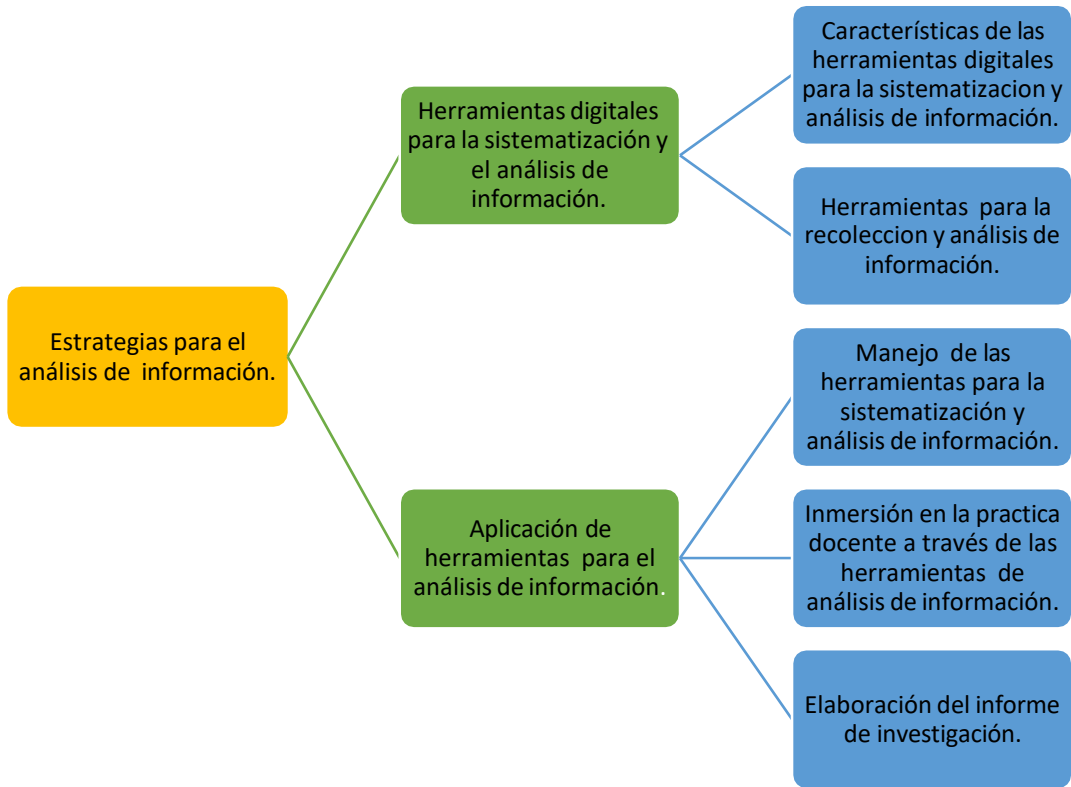 Estrategias para el
análisis de  información.
Herramientas digitales
para la sistematización y
el análisis de
información.
Características de las
herramientas digitales
para la sistematizacion y
análisis de información.
Herramientas  para la
recoleccion y análisis de
información.
Aplicación de
herramientas  para el
análisis de información.
Manejo  de las
herramientas para la
sistematización y
análisis de información.
Inmersión en la practica
docente a través de las
herramientas  de
análisis de información.
Elaboración del informe
de investigación.